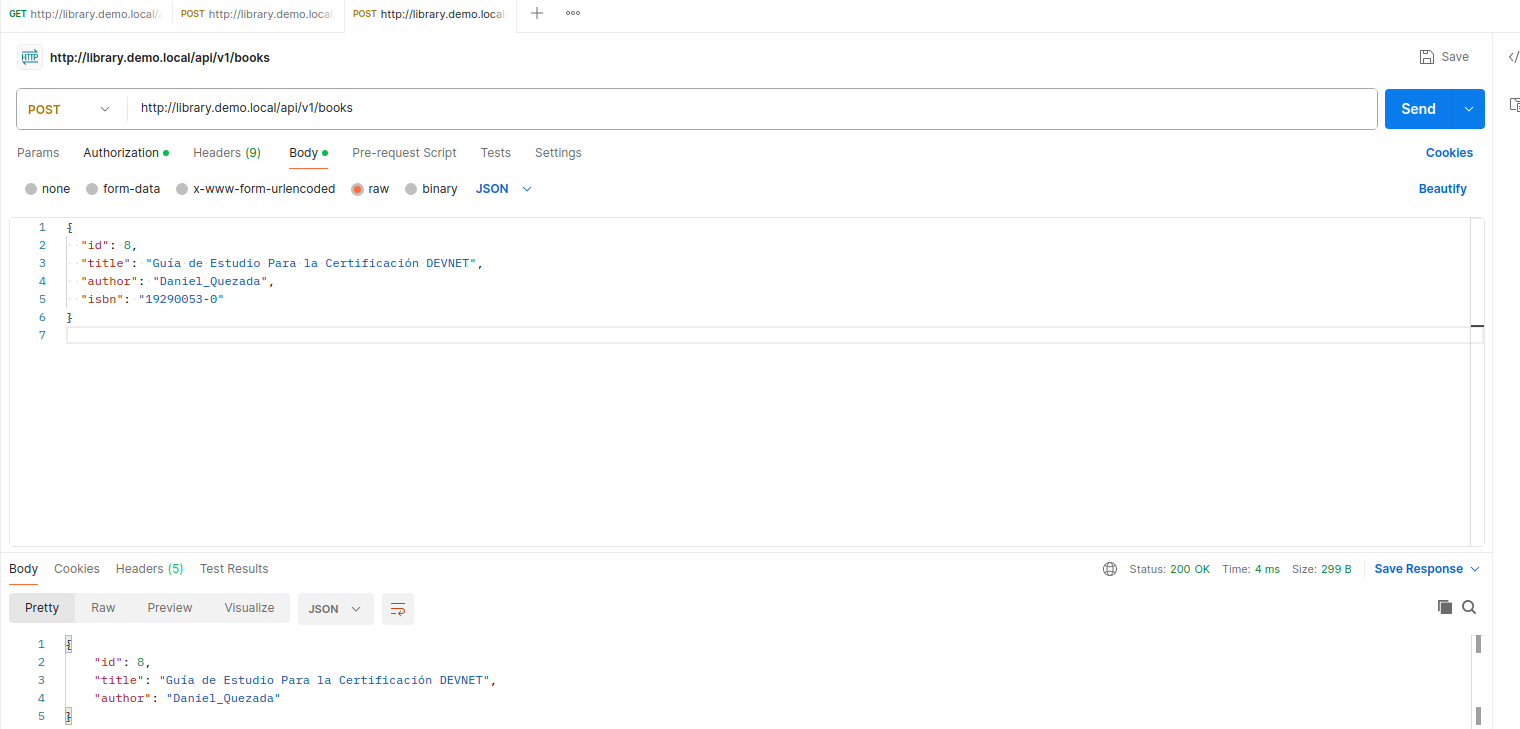 GET http://library.demo.local/a POST http://library.demo.local POST http://library.demo.local
HTTP http://library.demo.local/api/v1/books Save </
POST http://library.demo.local/api/v1/books Send
Params Authorization Headers (9) Body Pre-request Script Tests Settings Cookies
none form-data x-www-form-urlencoded raw binary JSON Beautify
1 {
2 "id": 8,
3 "title": "Guía de Estudio Para la Certificación DEVNET",
4 "author": "Daniel_Quezada",
5 "isbn": "19290053-0"
6 }
7
Body Cookies Headers (5) Test Results Status: 200 OK Time: 4 ms Size: 299 B Save Response
Pretty Raw Preview Visualize JSON
1 {
2 "id": 8,
3 "title": "Guía de Estudio Para la Certificación DEVNET",
4 "author": "Daniel_Quezada"
5 }